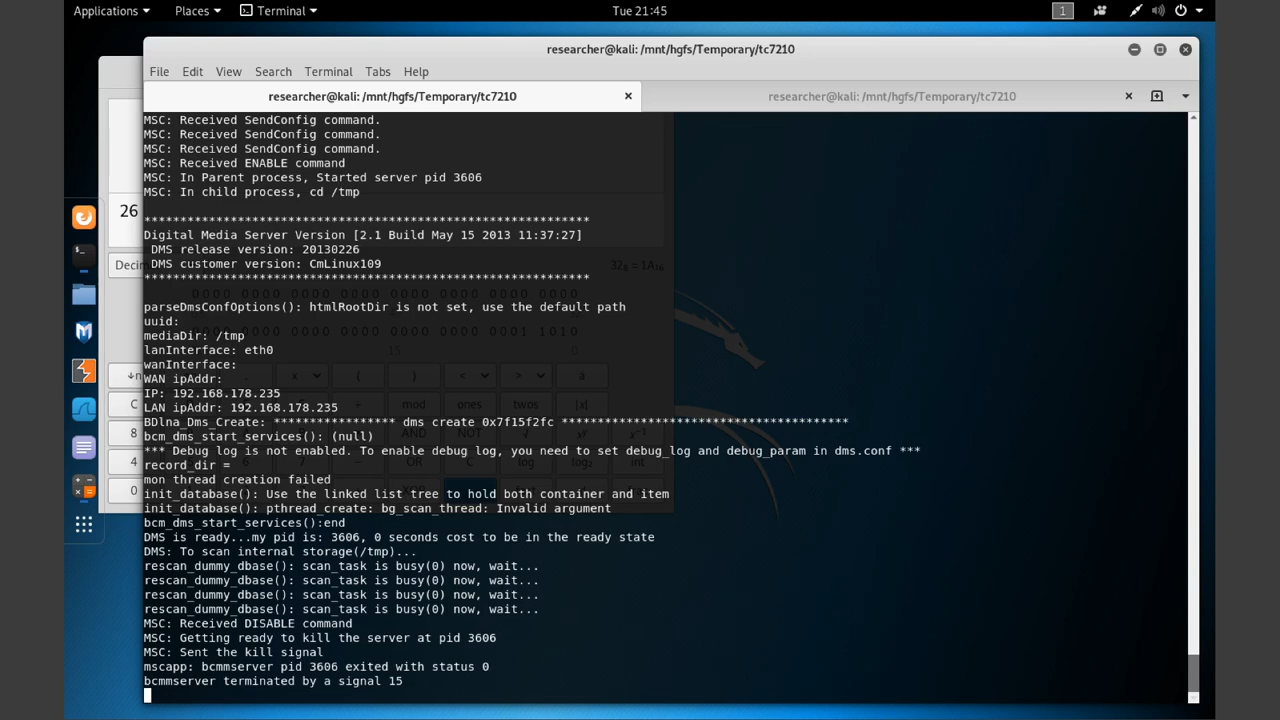 Applications Places Terminal Tue 21:45 1
researcher@kali: /mnt/hgfs/Temporary/tc7210
File Edit View Search Terminal Tabs Help
researcher@kali: /mnt/hgfs/Temporary/tc7210 researcher@kali: /mnt/hgfs/Temporary/tc7210
MSC: Received SendConfig command.
MSC: Received SendConfig command.
MSC: Received SendConfig command.
MSC: Received ENABLE command
MSC: In Parent process, Started server pid 3606
MSC: In child process, cd /tmp
**************************************************************
26
Digital Media Server Version [2.1 Build May 15 2013 11:37:27]
DMS release version: 20130226
DMS customer version: CmLinux109
Decim
32₈ = 1A₁₆
**************************************************************
parseDmsConfOptions(): htmlRootDir is not set, use the default path
uuid:
mediaDir: /tmp
lanInterface: eth0
wanInterface:
WAN ipAddr:
IP: 192.168.178.235
LAN ipAddr: 192.168.178.235
BDlna_Dms_Create: ***************** dms create 0x7f15f2fc ****************************************
bcm_dms_start_services(): (null)
*** Debug log is not enabled. To enable debug log, you need to set debug_log and debug_param in dms.conf ***
record_dir =
mon thread creation failed
init_database(): Use the linked list tree to hold both container and item
init_database(): pthread_create: bg_scan_thread: Invalid argument
bcm_dms_start_services():end
DMS is ready...my pid is: 3606, 0 seconds cost to be in the ready state
DMS: To scan internal storage(/tmp)...
rescan_dummy_dbase(): scan_task is busy(0) now, wait...
rescan_dummy_dbase(): scan_task is busy(0) now, wait...
rescan_dummy_dbase(): scan_task is busy(0) now, wait...
rescan_dummy_dbase(): scan_task is busy(0) now, wait...
MSC: Received DISABLE command
MSC: Getting ready to kill the server at pid 3606
MSC: Sent the kill signal
mscapp: bcmmserver pid 3606 exited with status 0
bcmmserver terminated by a signal 15